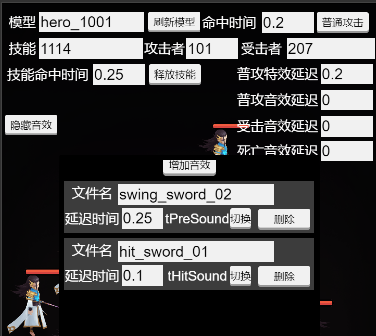 模型 hero_1001 刷新模型 命中时间 0.2 普通攻击
技能 1114 攻击者 101 受击者 207
技能命中时间 0.25 释放技能 普攻特效延迟 0.2
普攻音效延迟 0
隐藏音效 受击音效延迟 0
死亡音效延迟 0
增加音效
文件名 swing_sword_02
延迟时间 0.25 tPreSound 切换 删除
文件名 hit_sword_01
延迟时间 0.1 tHitSound 切换 删除